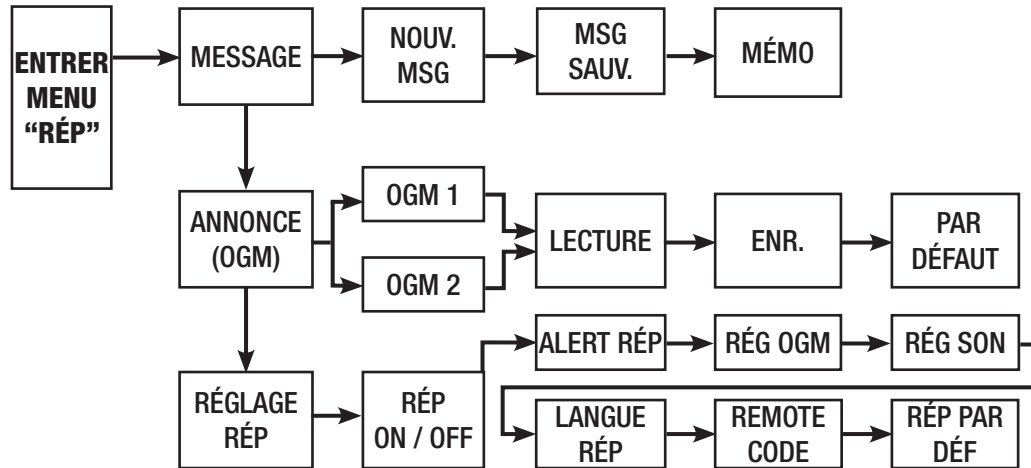 ENTRER
MENU
“RÉP”
MESSAGE
NOUV.
MSG
MSG
SAUV.
MÉMO
ANNONCE
(OGM)
OGM 1
OGM 2
LECTURE
ENR.
PAR
DÉFAUT
RÉGLAGE
RÉP
RÉP
ON / OFF
ALERT RÉP
RÉG OGM
RÉG SON
LANGUE
RÉP
REMOTE
CODE
RÉP PAR
DÉF